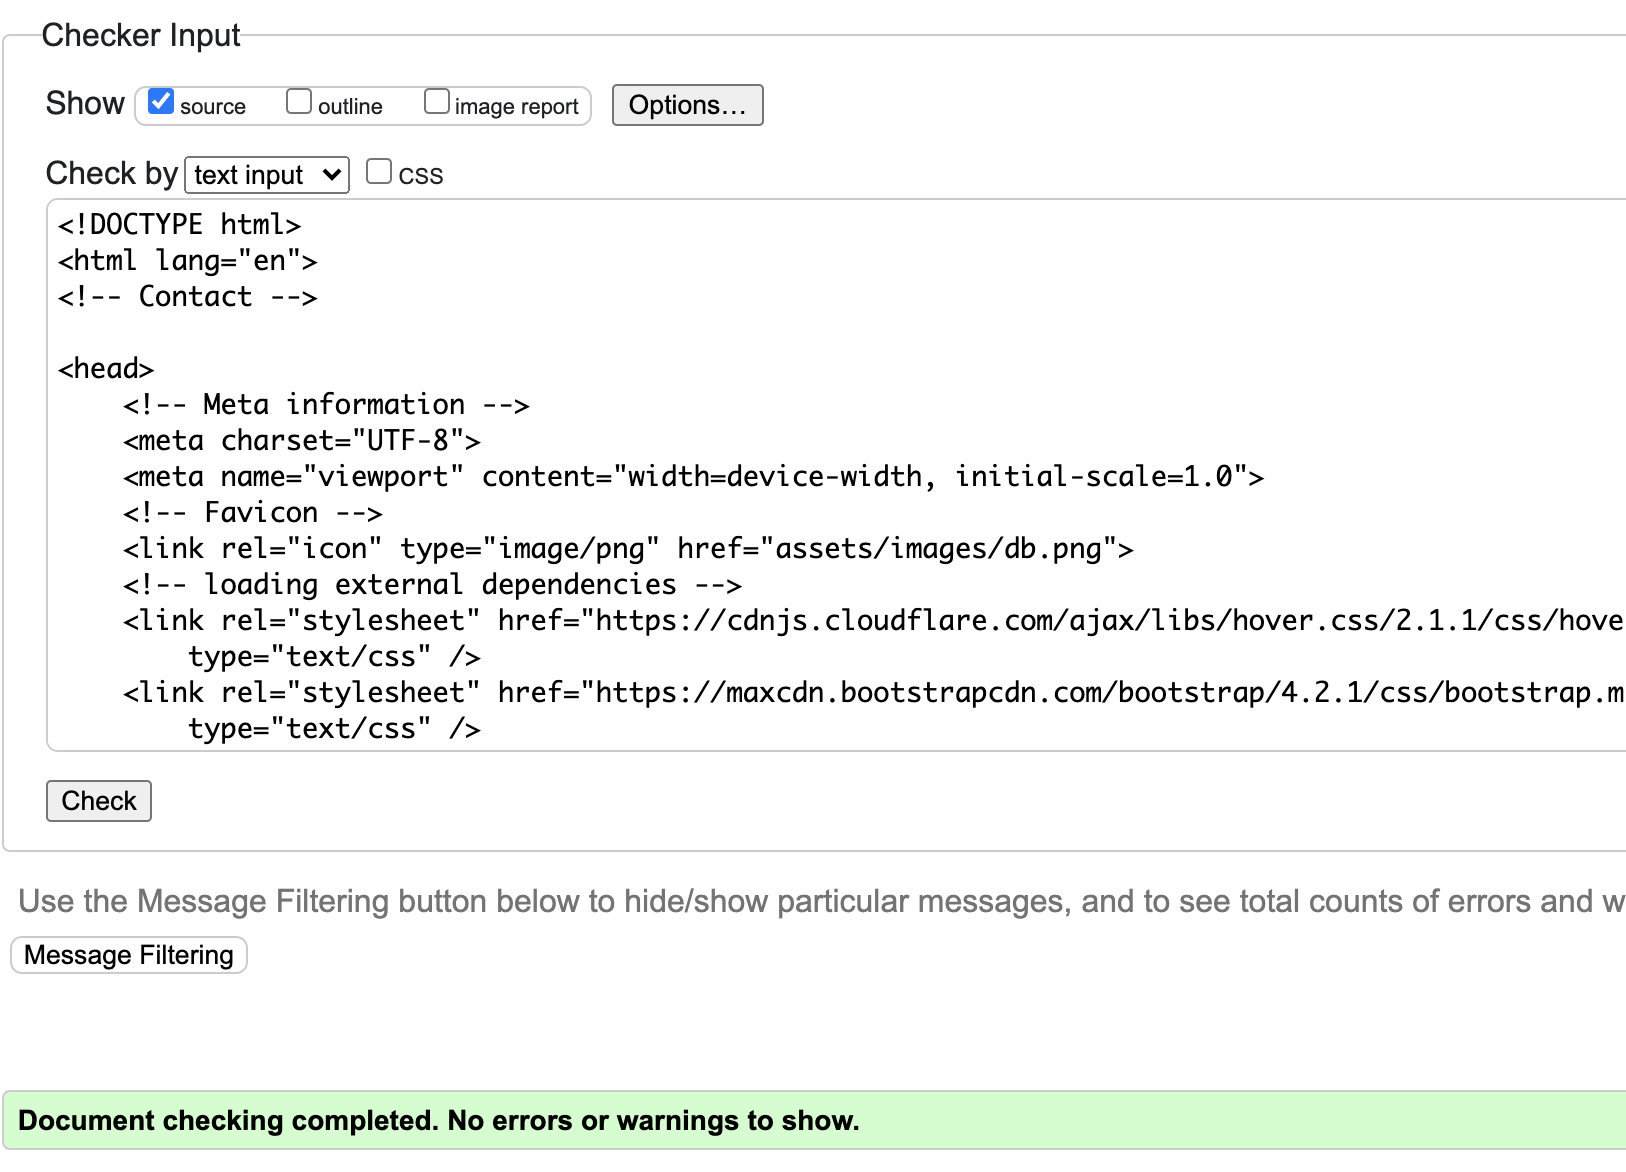 Checker Input
Show source outline image report Options...
Check by text input CSS
<!DOCTYPE html>
<html lang="en">
<!-- Contact -->
<head>
    <!-- Meta information -->
    <meta charset="UTF-8">
    <meta name="viewport" content="width=device-width, initial-scale=1.0">
    <!-- Favicon -->
    <link rel="icon" type="image/png" href="assets/images/db.png">
    <!-- loading external dependencies -->
    <link rel="stylesheet" href="https://cdnjs.cloudflare.com/ajax/libs/hover.css/2.1.1/css/hove
        type="text/css" />
    <link rel="stylesheet" href="https://maxcdn.bootstrapcdn.com/bootstrap/4.2.1/css/bootstrap.m
        type="text/css" />
Check
Use the Message Filtering button below to hide/show particular messages, and to see total counts of errors and w
Message Filtering
Document checking completed. No errors or warnings to show.